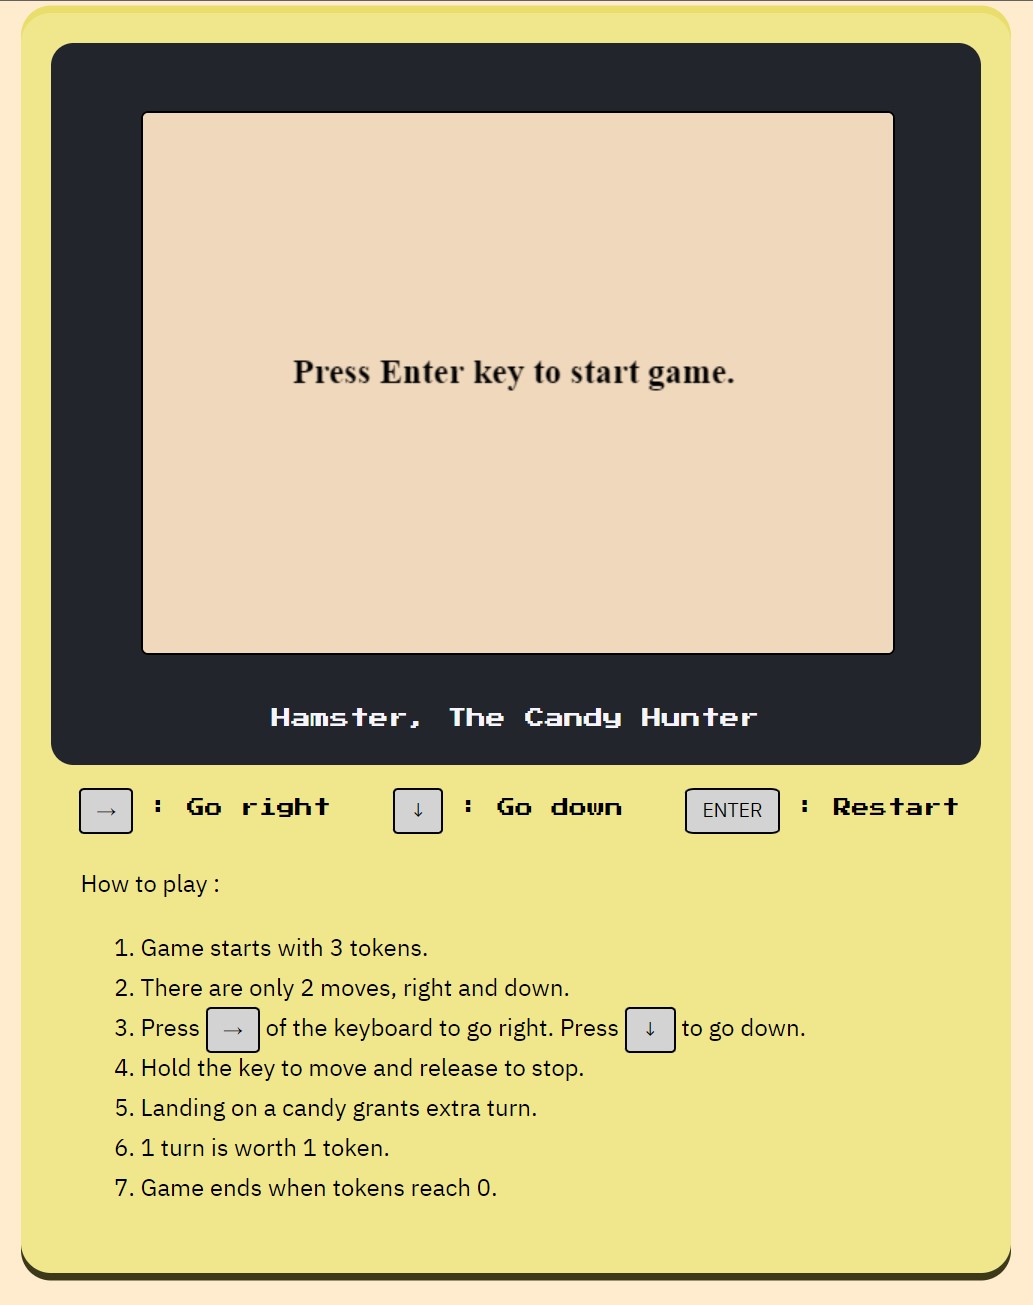 Press Enter key to start game.
Hamster, The Candy Hunter
→ : Go right ↓ : Go down ENTER : Restart
How to play :
1. Game starts with 3 tokens.
2. There are only 2 moves, right and down.
3. Press → of the keyboard to go right. Press ↓ to go down.
4. Hold the key to move and release to stop.
5. Landing on a candy grants extra turn.
6. 1 turn is worth 1 token.
7. Game ends when tokens reach 0.